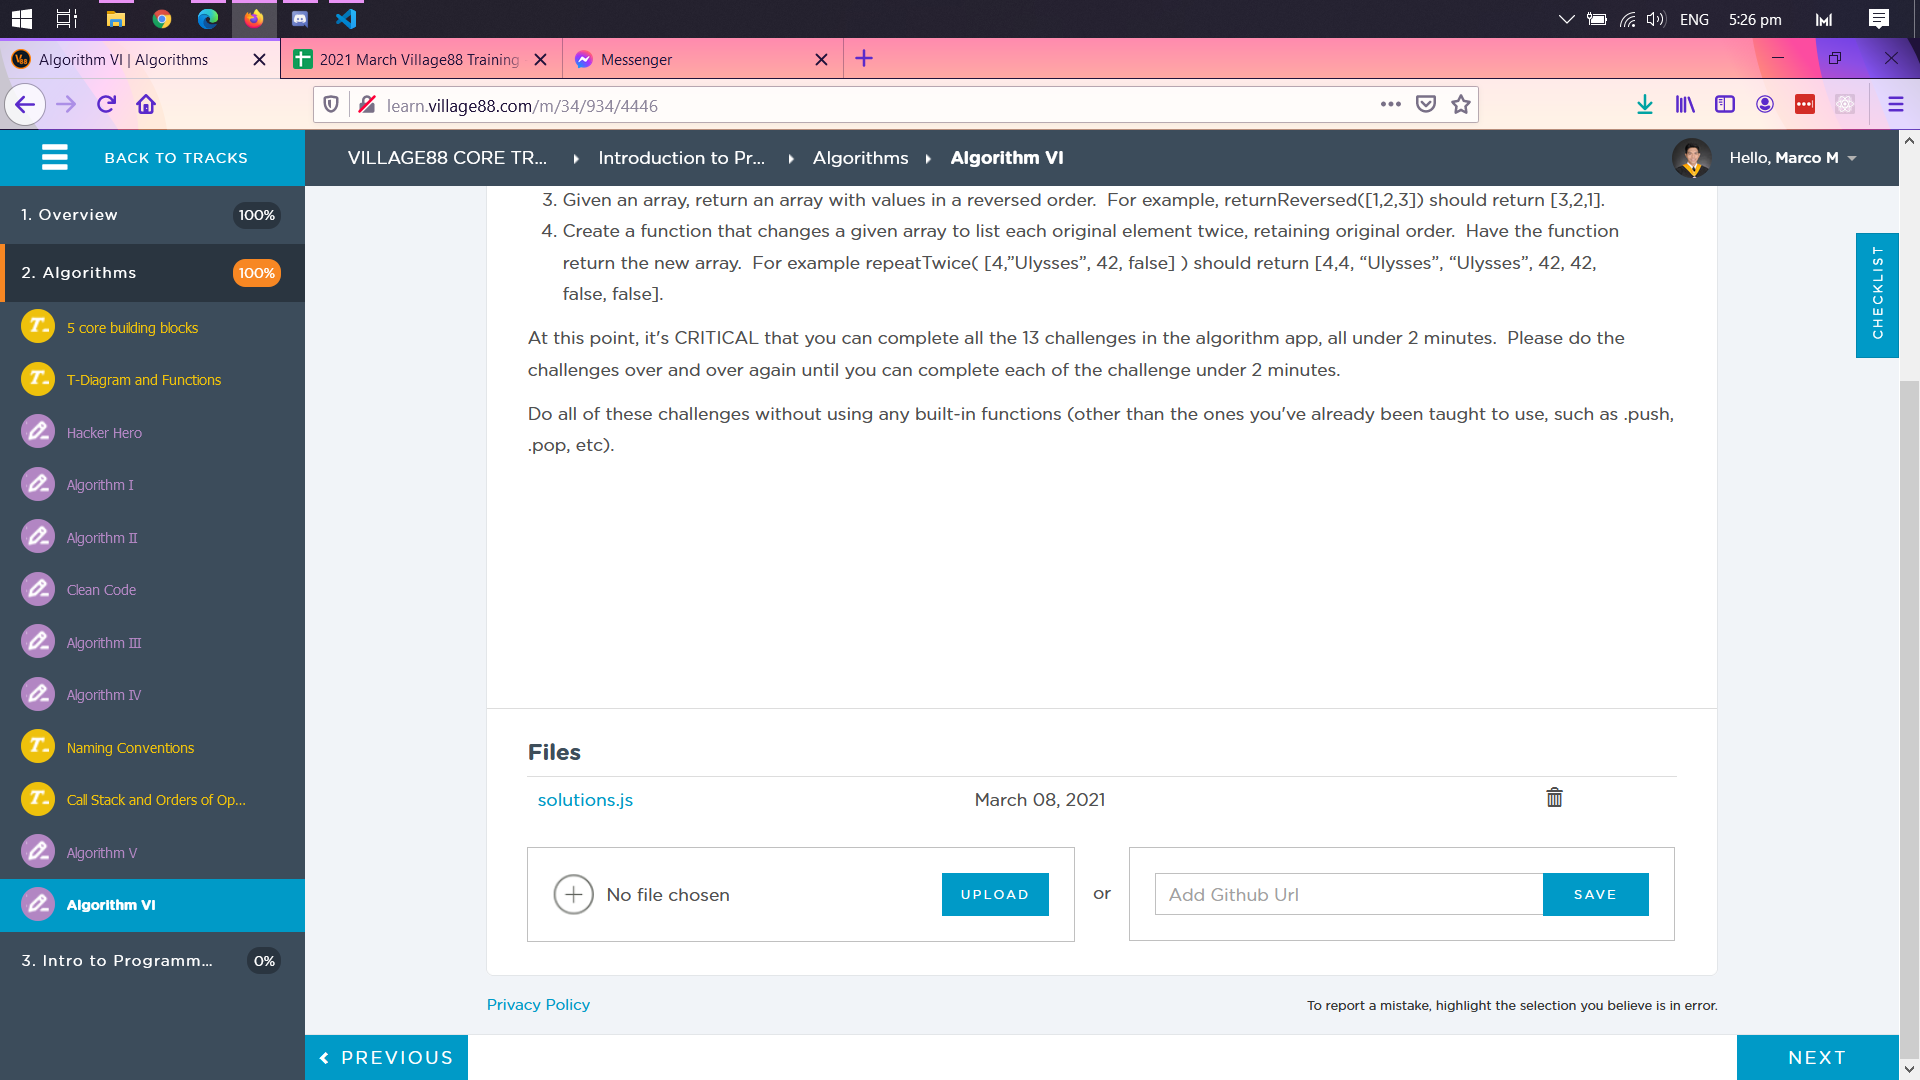 ENG 5:26 pm
Algorithm VI | Algorithms
2021 March Village88 Training
Messenger
learn.village88.com/m/34/934/4446
BACK TO TRACKS
VILLAGE88 CORE TR...
Introduction to Pr...
Algorithms
Algorithm VI
Hello, Marco M
1. Overview 100%
2. Algorithms 100%
5 core building blocks
T-Diagram and Functions
Hacker Hero
Algorithm I
Algorithm II
Clean Code
Algorithm III
Algorithm IV
Naming Conventions
Call Stack and Orders of Op...
Algorithm V
Algorithm VI
3. Intro to Programm... 0%
3. Given an array, return an array with values in a reversed order. For example, returnReversed([1,2,3]) should return [3,2,1].
4. Create a function that changes a given array to list each original element twice, retaining original order. Have the function
return the new array. For example repeatTwice( [4,”Ulysses”, 42, false] ) should return [4,4, “Ulysses”, “Ulysses”, 42, 42,
false, false].
At this point, it's CRITICAL that you can complete all the 13 challenges in the algorithm app, all under 2 minutes. Please do the
challenges over and over again until you can complete each of the challenge under 2 minutes.
Do all of these challenges without using any built-in functions (other than the ones you've already been taught to use, such as .push,
.pop, etc).
CHECKLIST
Files
solutions.js March 08, 2021
No file chosen
UPLOAD
or
Add Github Url
SAVE
Privacy Policy
To report a mistake, highlight the selection you believe is in error.
PREVIOUS
NEXT